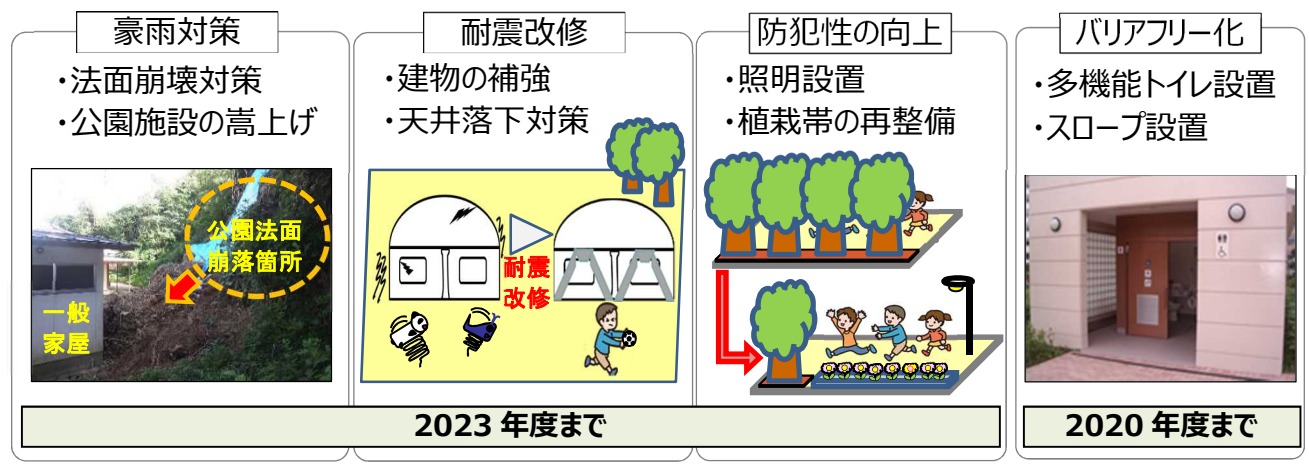 豪雨対策
・法面崩壊対策
・公園施設の嵩上げ
公園法面
崩落箇所
一般
家屋
耐震改修
・建物の補強
・天井落下対策
耐震
改修
防犯性の向上
・照明設置
・植栽帯の再整備
2023 年度まで
バリアフリー化
・多機能トイレ設置
・スロープ設置
2020 年度まで